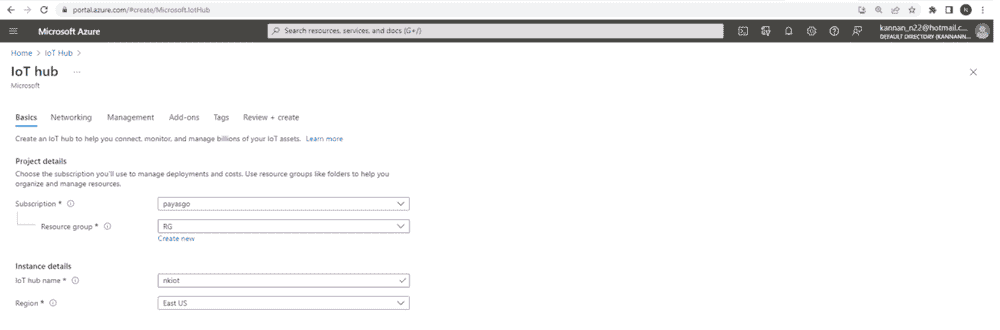 portal.azure.com/#create/Microsoft.IotHub
N
Microsoft Azure
Search resources, services, and docs (G+/)
kannan_n22@hotmail.c...
DEFAULT DIRECTORY (KANNANN...
Home > IoT Hub >
IoT hub ...
Microsoft
Basics Networking Management Add-ons Tags Review + create
Create an IoT hub to help you connect, monitor, and manage billions of your IoT assets. Learn more
Project details
Choose the subscription you'll use to manage deployments and costs. Use resource groups like folders to help you
organize and manage resources.
Subscription * payasgo
Resource group * RG
Create new
Instance details
IoT hub name * nkiot
Region * East US